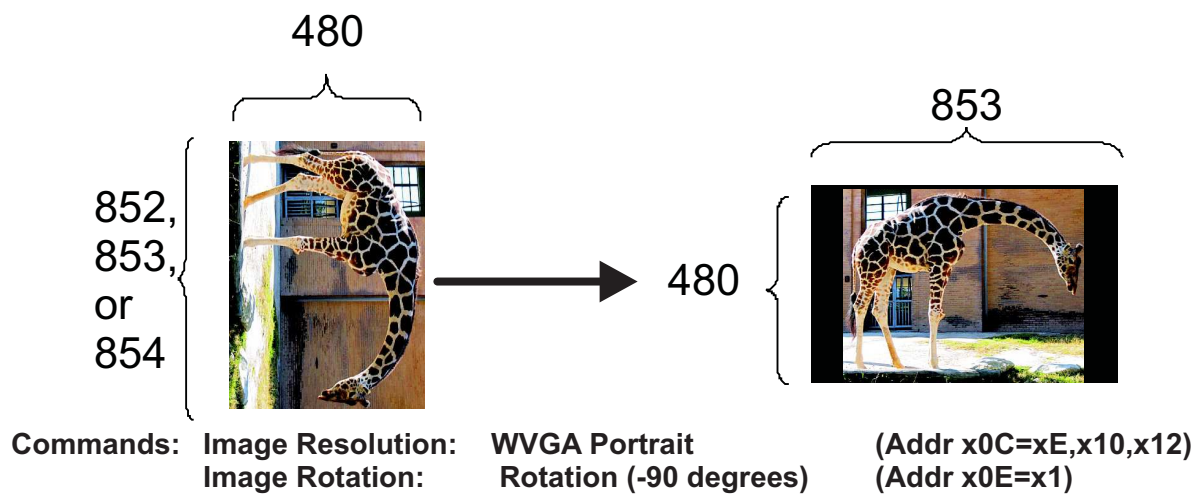 480
853
852,
853,
or
854
480
Commands: Image Resolution: WVGA Portrait (Addr x0C=xE,x10,x12)
Image Rotation: Rotation (-90 degrees) (Addr x0E=x1)